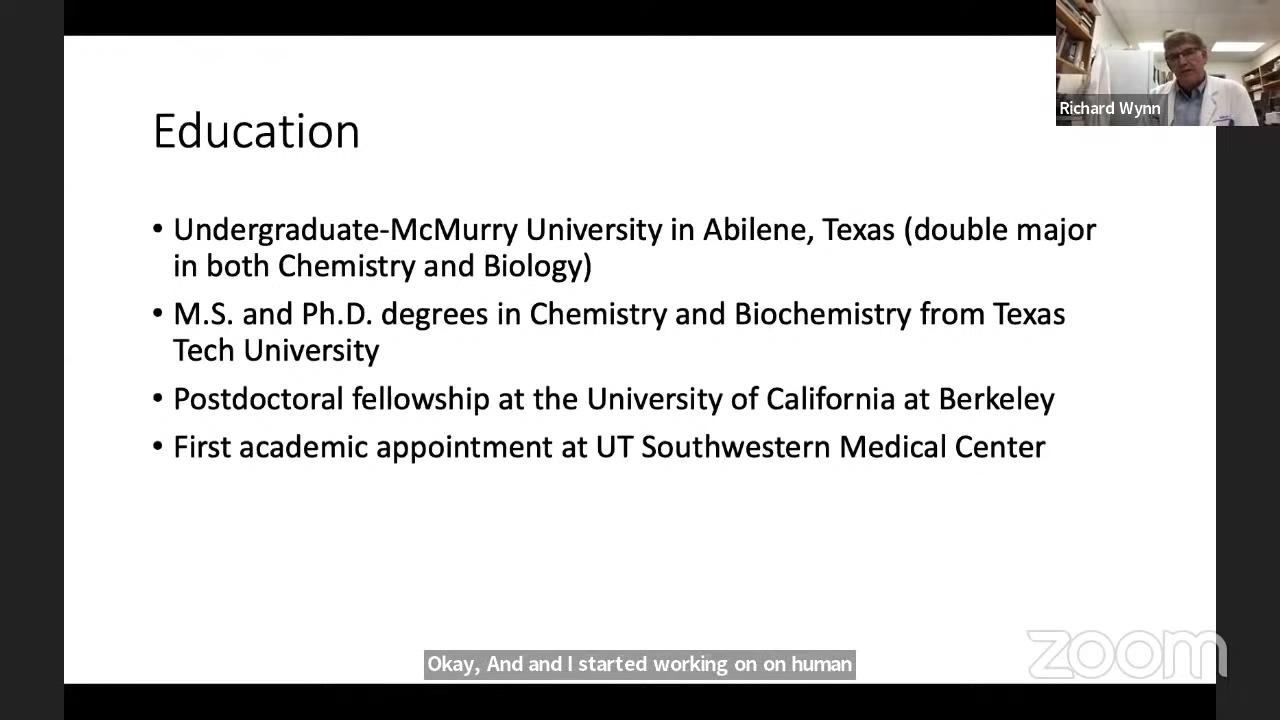 Richard Wynn
Education
• Undergraduate-McMurry University in Abilene, Texas (double major
in both Chemistry and Biology)
• M.S. and Ph.D. degrees in Chemistry and Biochemistry from Texas
Tech University
• Postdoctoral fellowship at the University of California at Berkeley
• First academic appointment at UT Southwestern Medical Center
Okay, And and I started working on on human
zoom